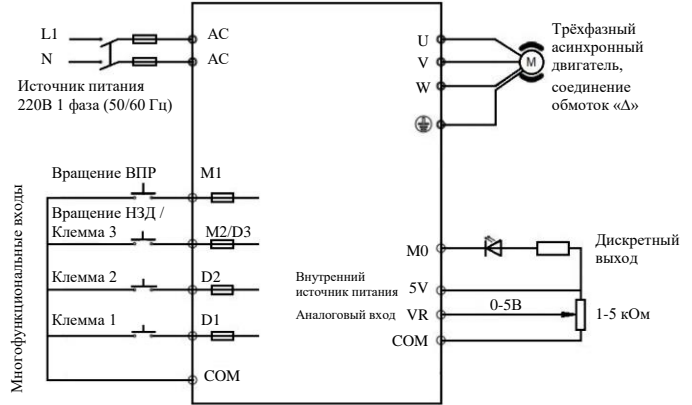 L1
AC
N
AC
Источник питания
220В 1 фаза (50/60 Гц)
U
V
W
M
Трёхфазный
асинхронный
двигатель,
соединение
обмоток «Δ»
Многофункциональные входы
Вращение ВПР
M1
Вращение НЗД /
Клемма 3
M2/D3
Клемма 2
D2
Клемма 1
D1
COM
M0
Дискретный
выход
Внутренний
источник питания
5V
Аналоговый вход
VR
0-5В
1-5 кОм
COM